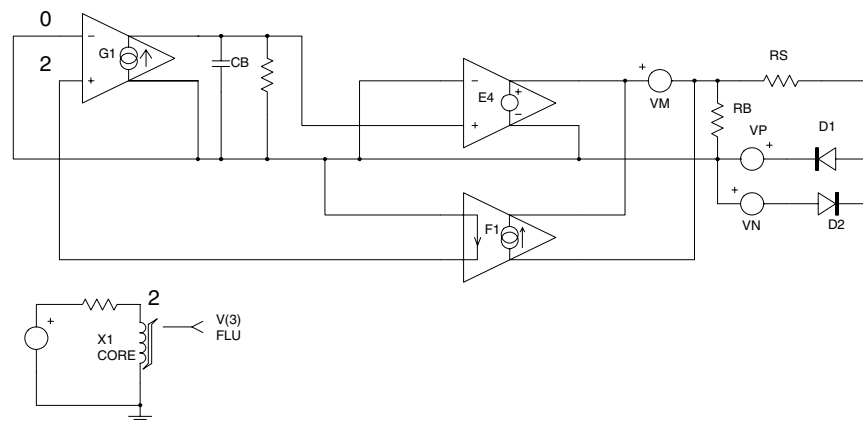 0
2
G1
CB
E4
VM
RS
RB
VP
D1
VN
D2
F1
2
X1
CORE
V(3)
FLU